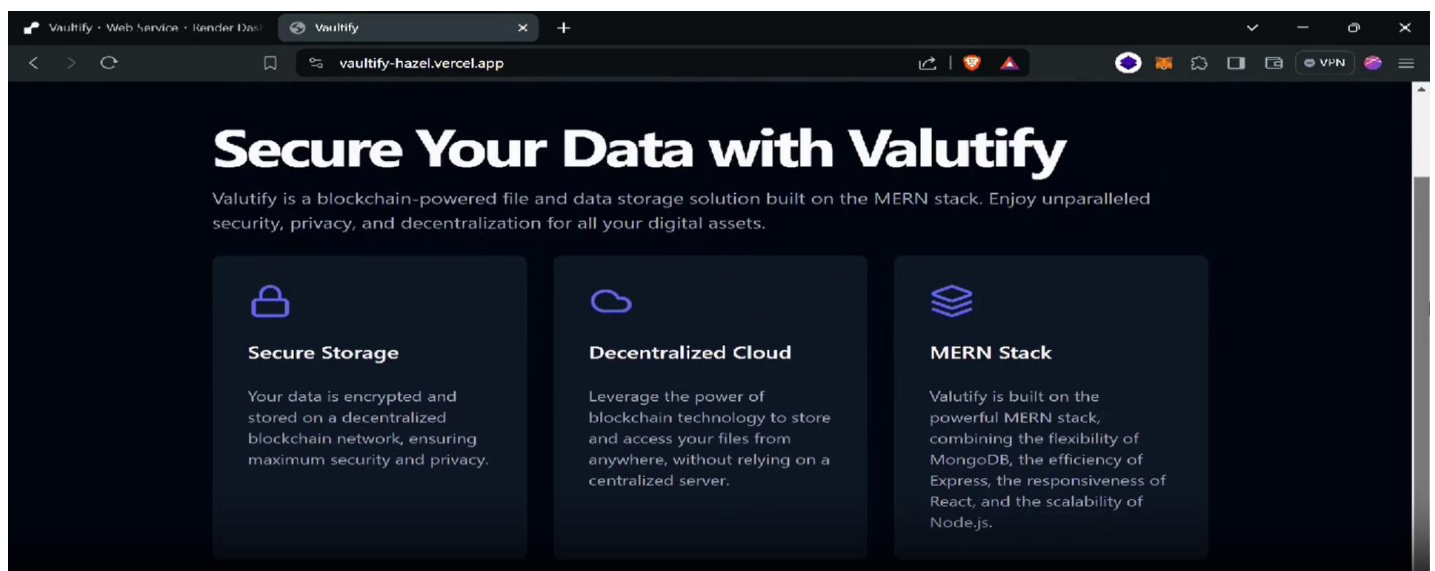 Vaultify · Web Service · Render Das
Vaultify
vaultify-hazel.vercel.app
VPN
Secure Your Data with Valutify
Valutify is a blockchain-powered file and data storage solution built on the MERN stack. Enjoy unparalleled
security, privacy, and decentralization for all your digital assets.
Secure Storage
Your data is encrypted and
stored on a decentralized
blockchain network, ensuring
maximum security and privacy.
Decentralized Cloud
Leverage the power of
blockchain technology to store
and access your files from
anywhere, without relying on a
centralized server.
MERN Stack
Valutify is built on the
powerful MERN stack,
combining the flexibility of
MongoDB, the efficiency of
Express, the responsiveness of
React, and the scalability of
Node.js.